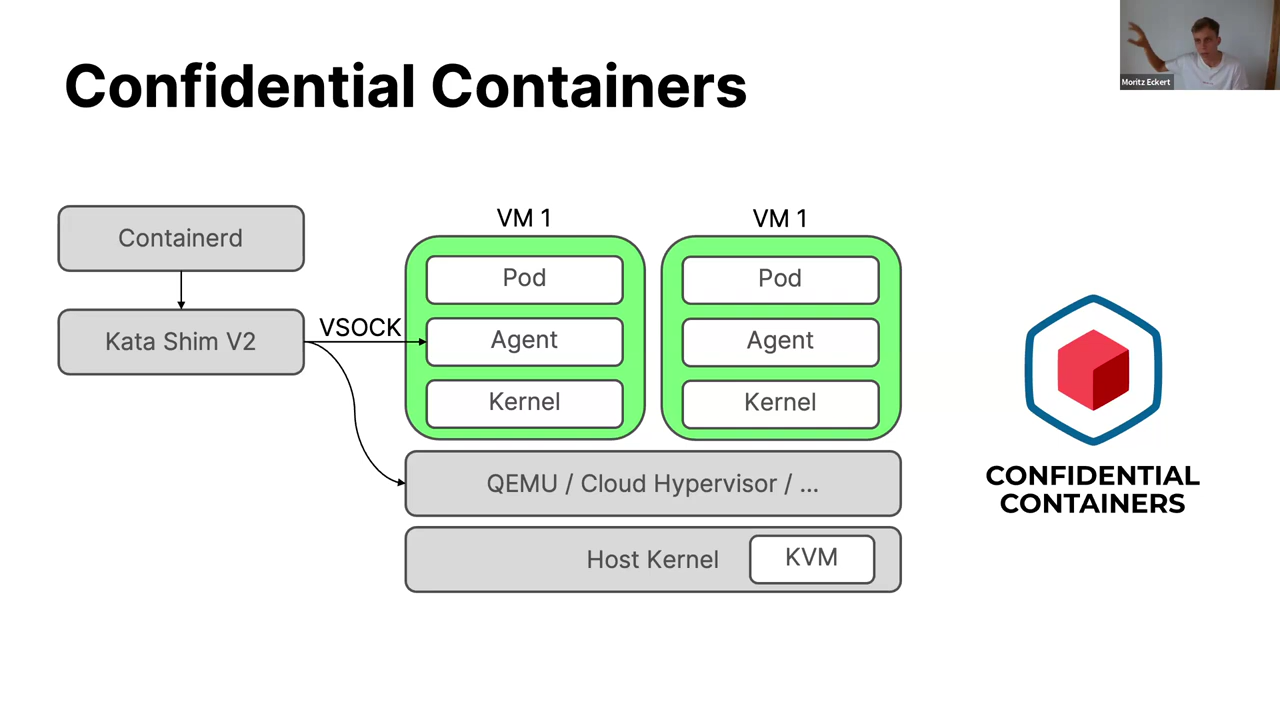 Confidential Containers
Moritz Eckert
Containerd
Kata Shim V2
VSOCK
VM 1
Pod
Agent
Kernel
VM 1
Pod
Agent
Kernel
QEMU / Cloud Hypervisor / ...
Host Kernel
KVM
CONFIDENTIAL
CONTAINERS